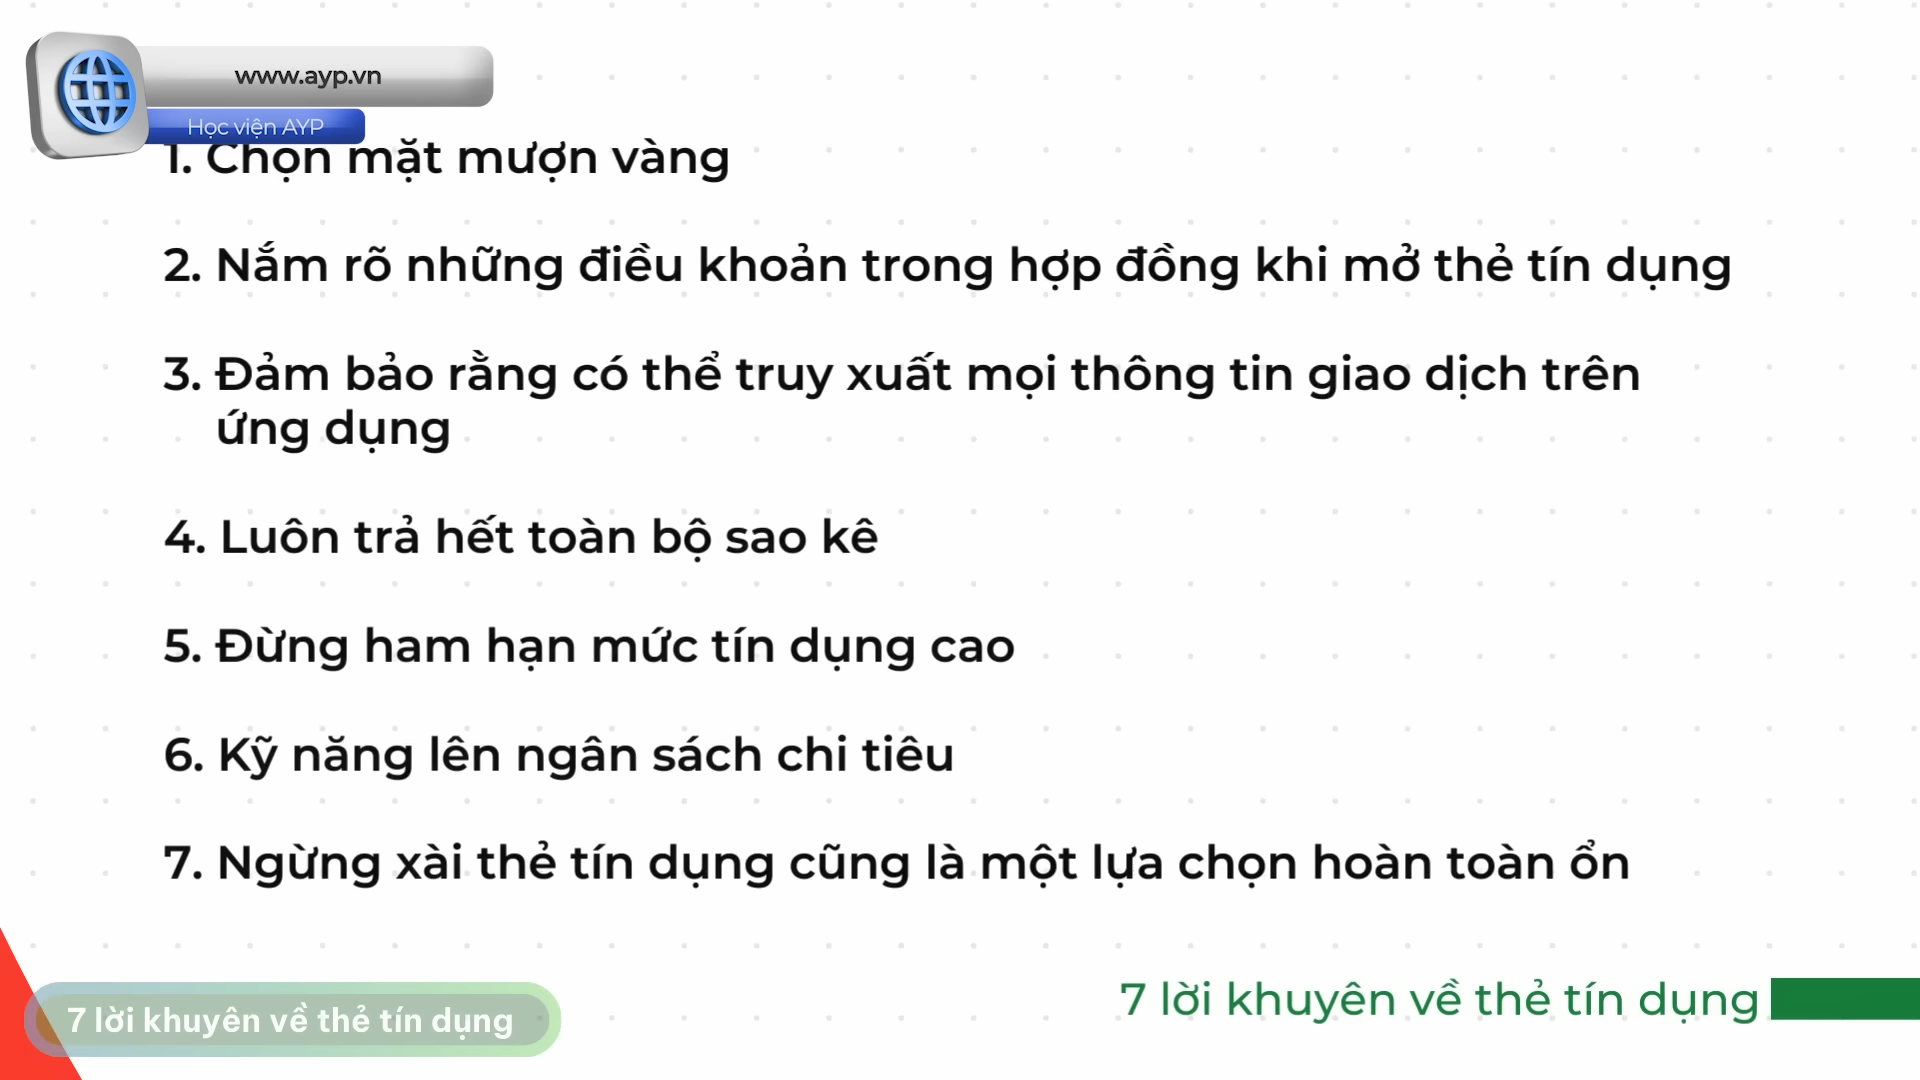 www.ayp.vn
Học viện AYP
1. Chọn mặt mượn vàng
2. Nắm rõ những điều khoản trong hợp đồng khi mở thẻ tín dụng
3. Đảm bảo rằng có thể truy xuất mọi thông tin giao dịch trên
ứng dụng
4. Luôn trả hết toàn bộ sao kê
5. Đừng ham hạn mức tín dụng cao
6. Kỹ năng lên ngân sách chi tiêu
7. Ngừng xài thẻ tín dụng cũng là một lựa chọn hoàn toàn ổn
7 lời khuyên về thẻ tín dụng
7 lời khuyên về thẻ tín dụng